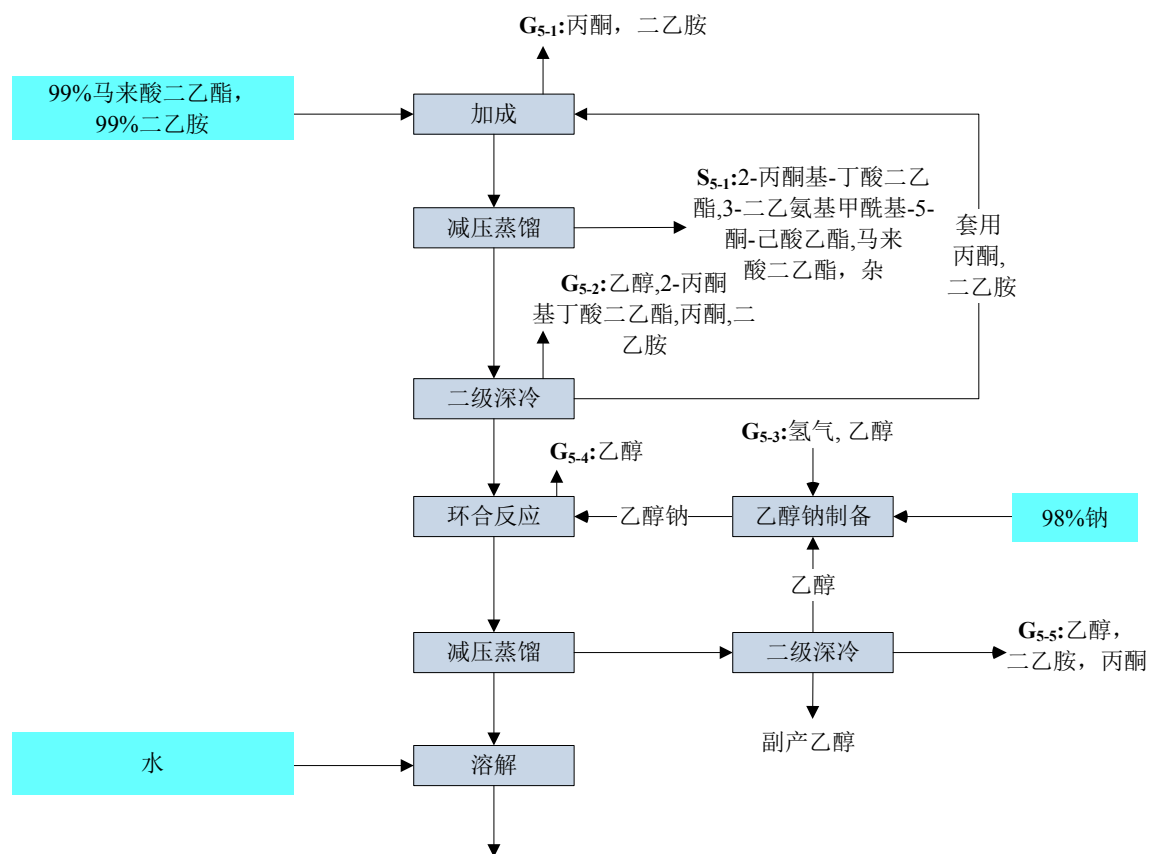 G5-1:丙酮，二乙胺
99%马来酸二乙酯，
99%二乙胺
加成
减压蒸馏
S5-1:2-丙酮基-丁酸二乙
酯,3-二乙氨基甲酰基-5-
酮-己酸乙酯,马来
酸二乙酯，杂
套用
丙酮,
二乙胺
G5-2:乙醇,2-丙酮
基丁酸二乙酯,丙酮,二
乙胺
二级深冷
G5-3:氢气, 乙醇
G5-4:乙醇
环合反应
乙醇钠
乙醇钠制备
98%钠
乙醇
减压蒸馏
二级深冷
G5-5:乙醇，
二乙胺，丙酮
副产乙醇
水
溶解